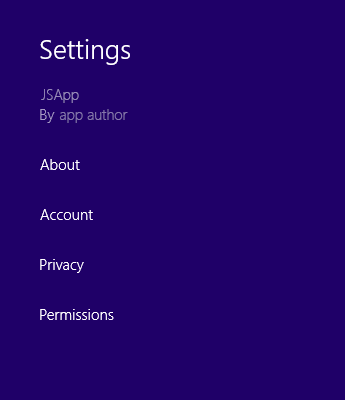 Settings
JSApp
By app author
About
Account
Privacy
Permissions